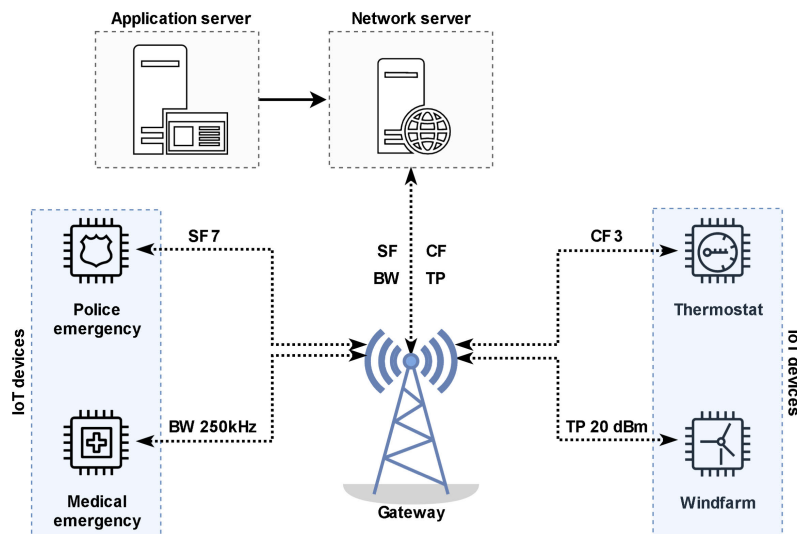 Application server
Network server
SF 7
SF
CF
BW
TP
CF 3
Police
emergency
Thermostat
IoT devices
IoT devices
BW 250kHz
TP 20 dBm
Medical
emergency
Windfarm
Gateway